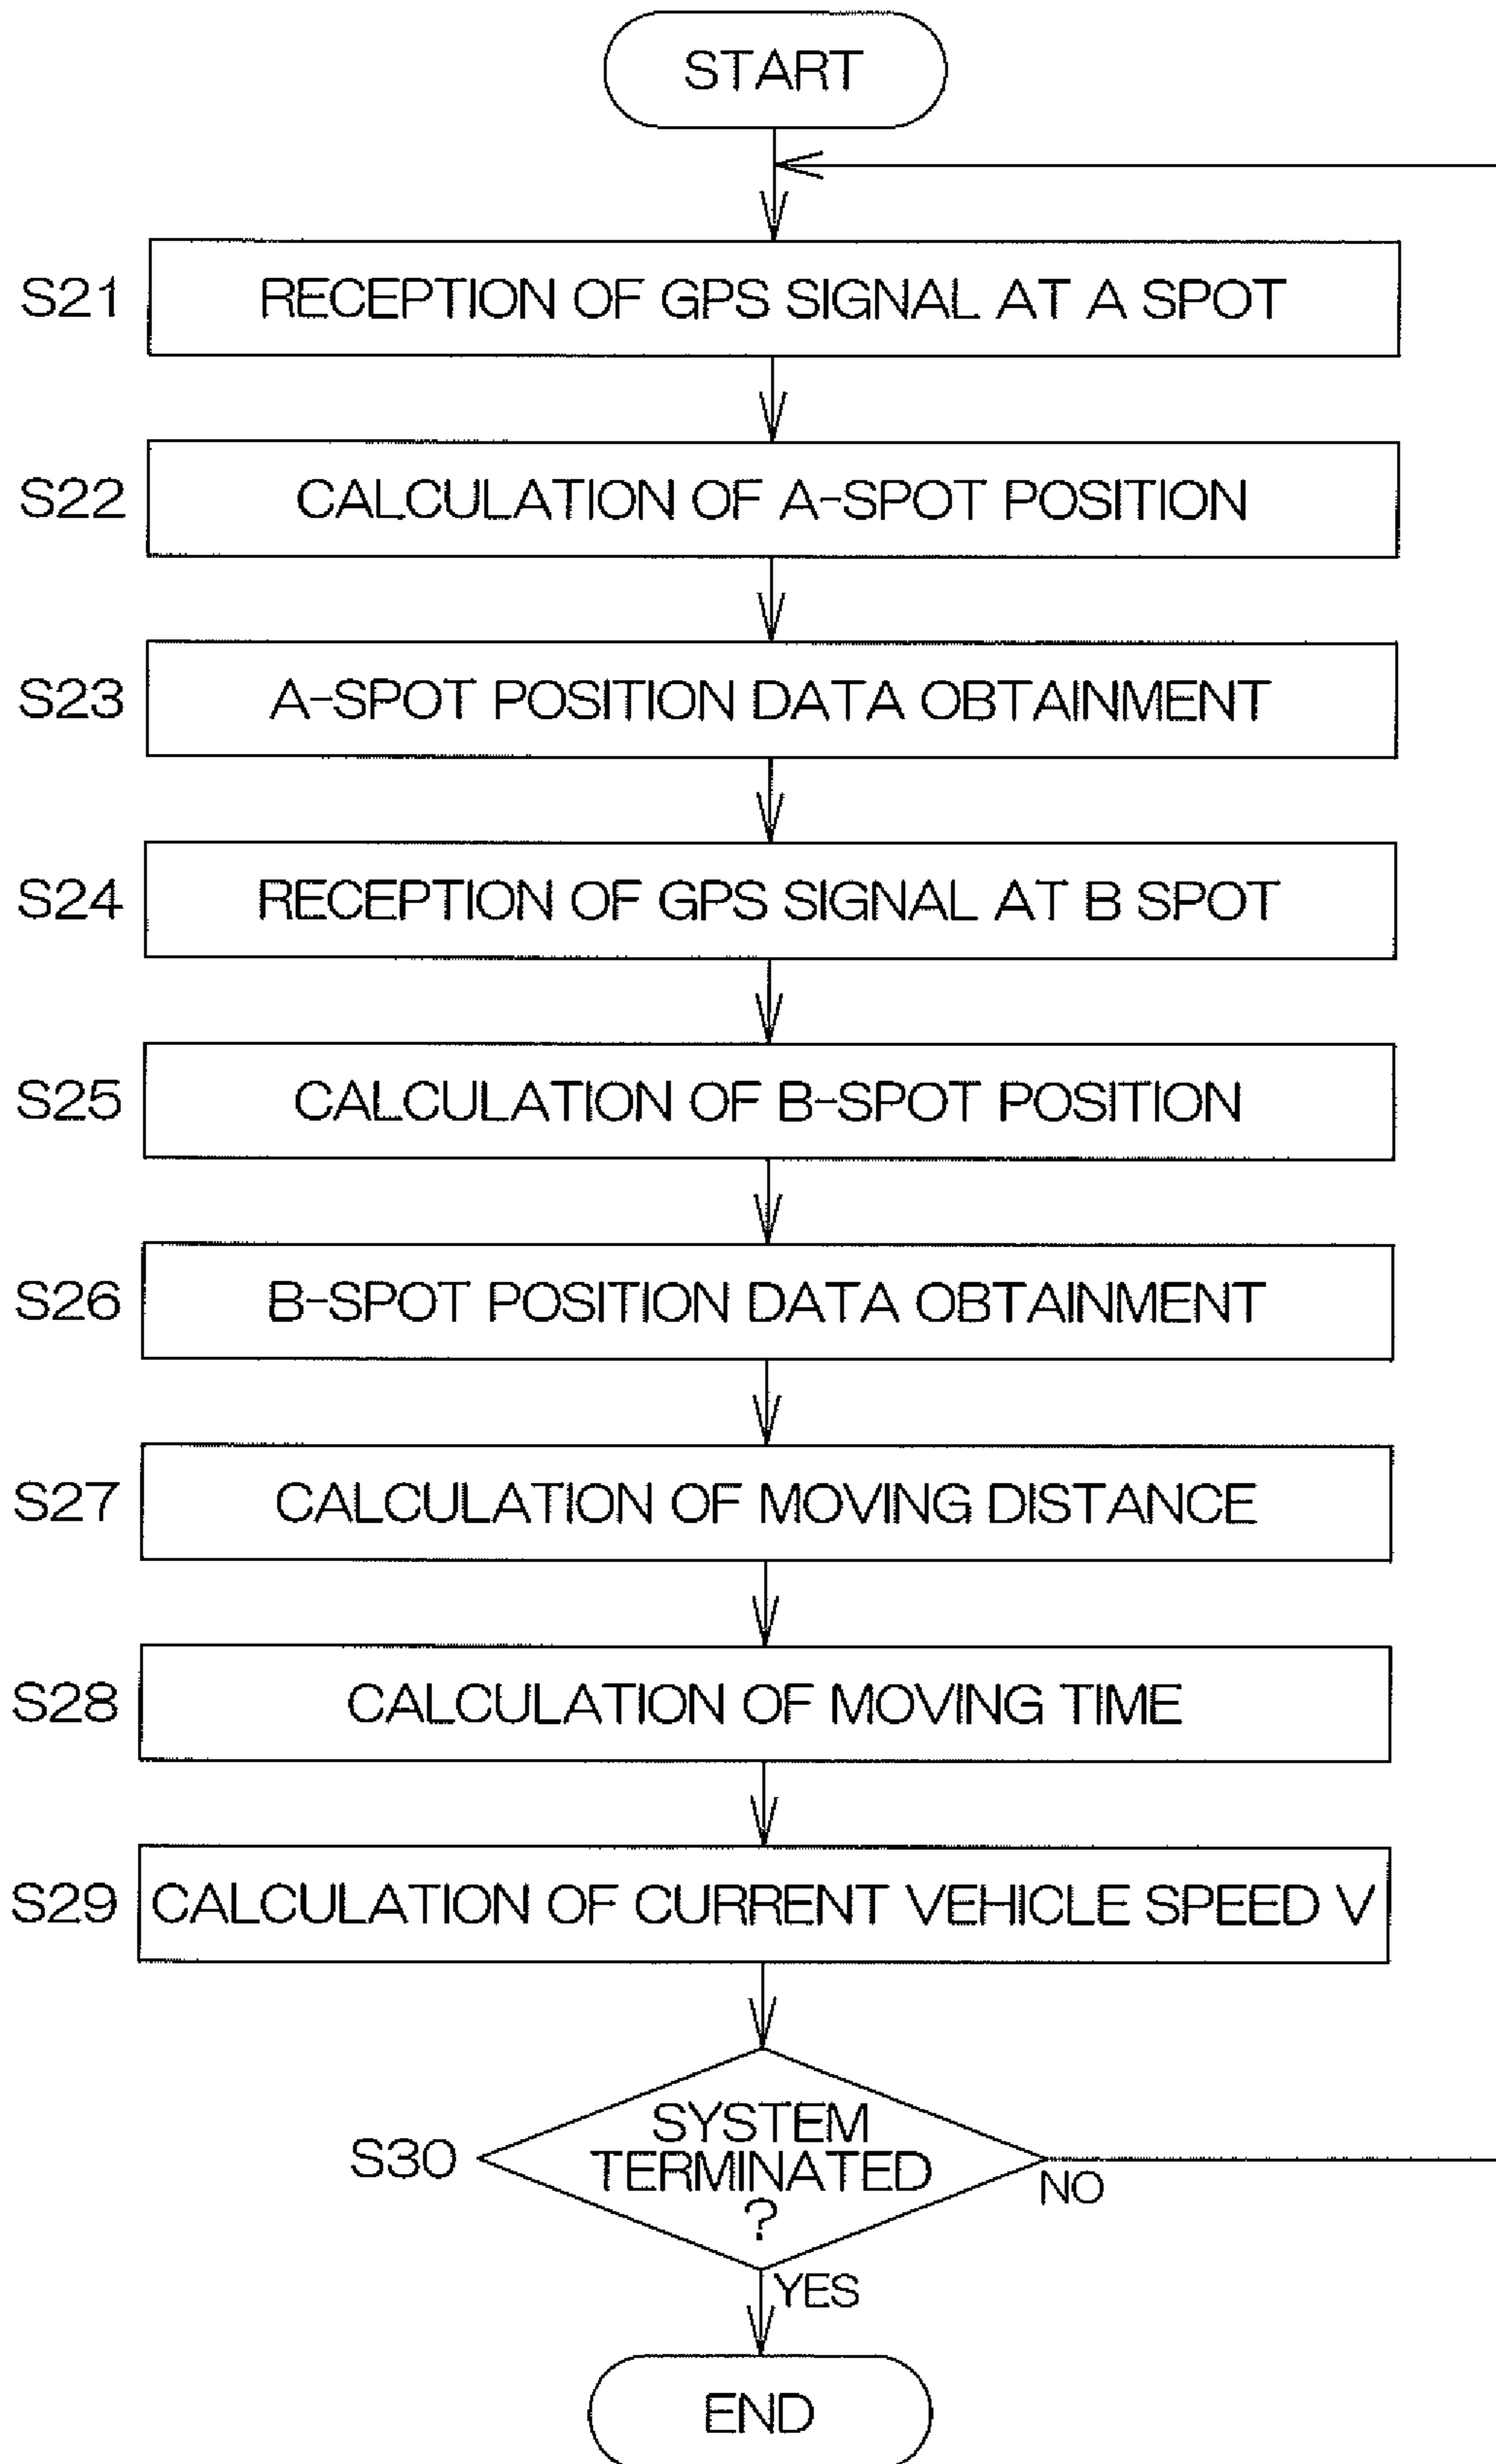 START
S21 RECEPTION OF GPS SIGNAL AT A SPOT
S22 CALCULATION OF A-SPOT POSITION
S23 A-SPOT POSITION DATA OBTAINMENT
S24 RECEPTION OF GPS SIGNAL AT B SPOT
S25 CALCULATION OF B-SPOT POSITION
S26 B-SPOT POSITION DATA OBTAINMENT
S27 CALCULATION OF MOVING DISTANCE
S28 CALCULATION OF MOVING TIME
S29 CALCULATION OF CURRENT VEHICLE SPEED V
S30
SYSTEM
TERMINATED
?
NO
YES
END